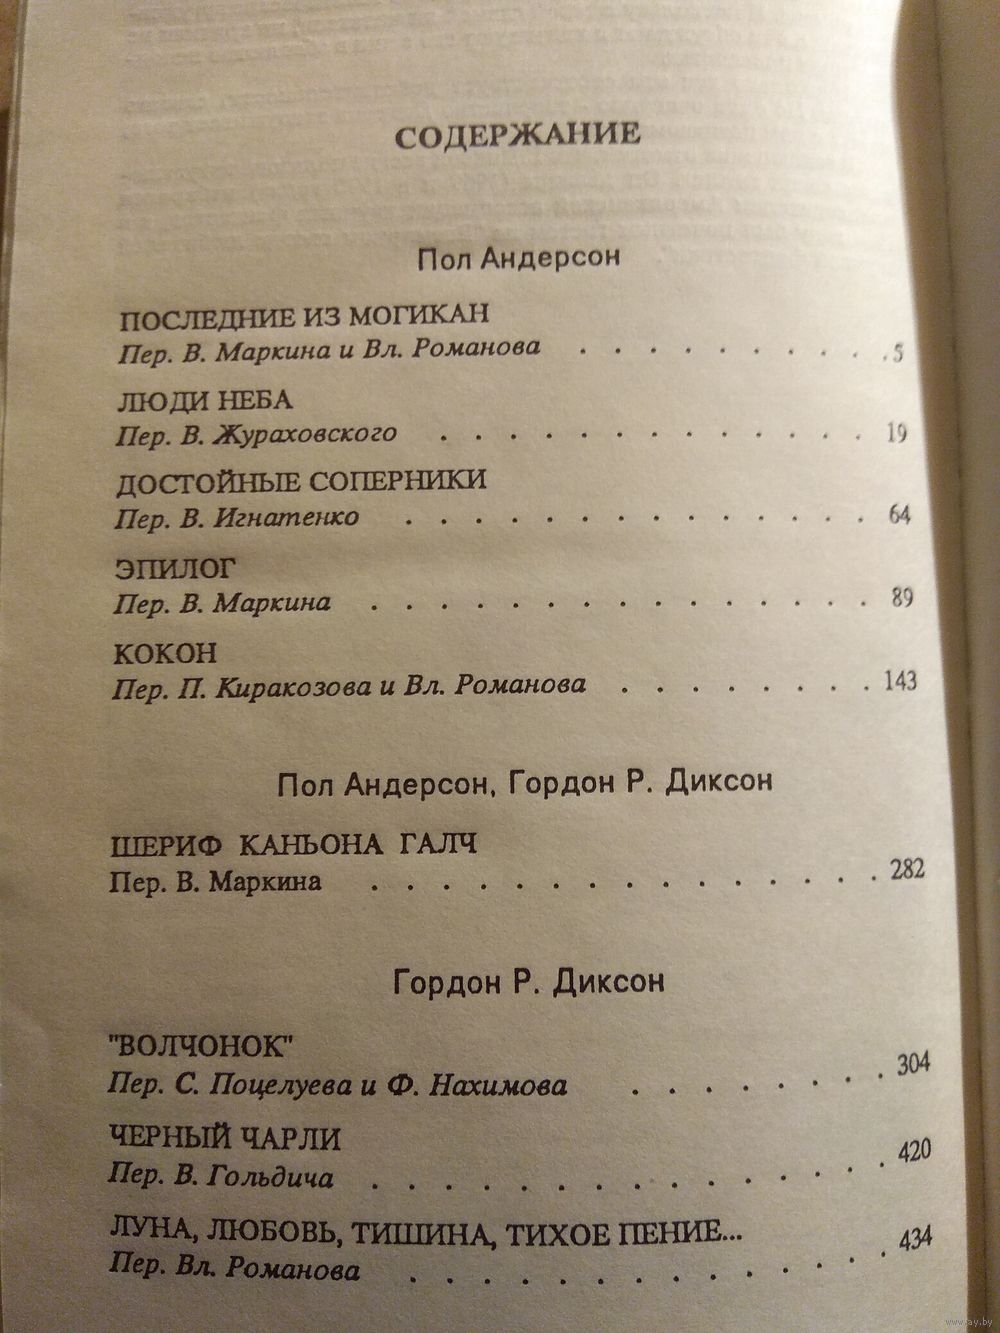 СОДЕРЖАНИЕ
Пол Андерсон
ПОСЛЕДНИЕ ИЗ МОГИКАН
Пер. В. Маркина и Вл. Романова . . . . . . . . . . 5
ЛЮДИ НЕБА
Пер. В. Жураховского . . . . . . . . . . . . . 19
ДОСТОЙНЫЕ СОПЕРНИКИ
Пер. В. Игнатенко . . . . . . . . . . . . . . 64
ЭПИЛОГ
Пер. В. Маркина . . . . . . . . . . . . . . . 89
КОКОН
Пер. П. Киракозова и Вл. Романова . . . . . . . . 143
Пол Андерсон, Гордон Р. Диксон
ШЕРИФ КАНЬОНА ГАЛЧ
Пер. В. Маркина . . . . . . . . . . . . . . . 282
Гордон Р. Диксон
"ВОЛЧОНОК"
Пер. С. Поцелуева и Ф. Нахимова . . . . . . . . 304
ЧЕРНЫЙ ЧАРЛИ
Пер. В. Гольдича . . . . . . . . . . . . . . . 420
ЛУНА, ЛЮБОВЬ, ТИШИНА, ТИХОЕ ПЕНИЕ...
Пер. Вл. Романова . . . . . . . . . . . . . . 434
www.ay.by